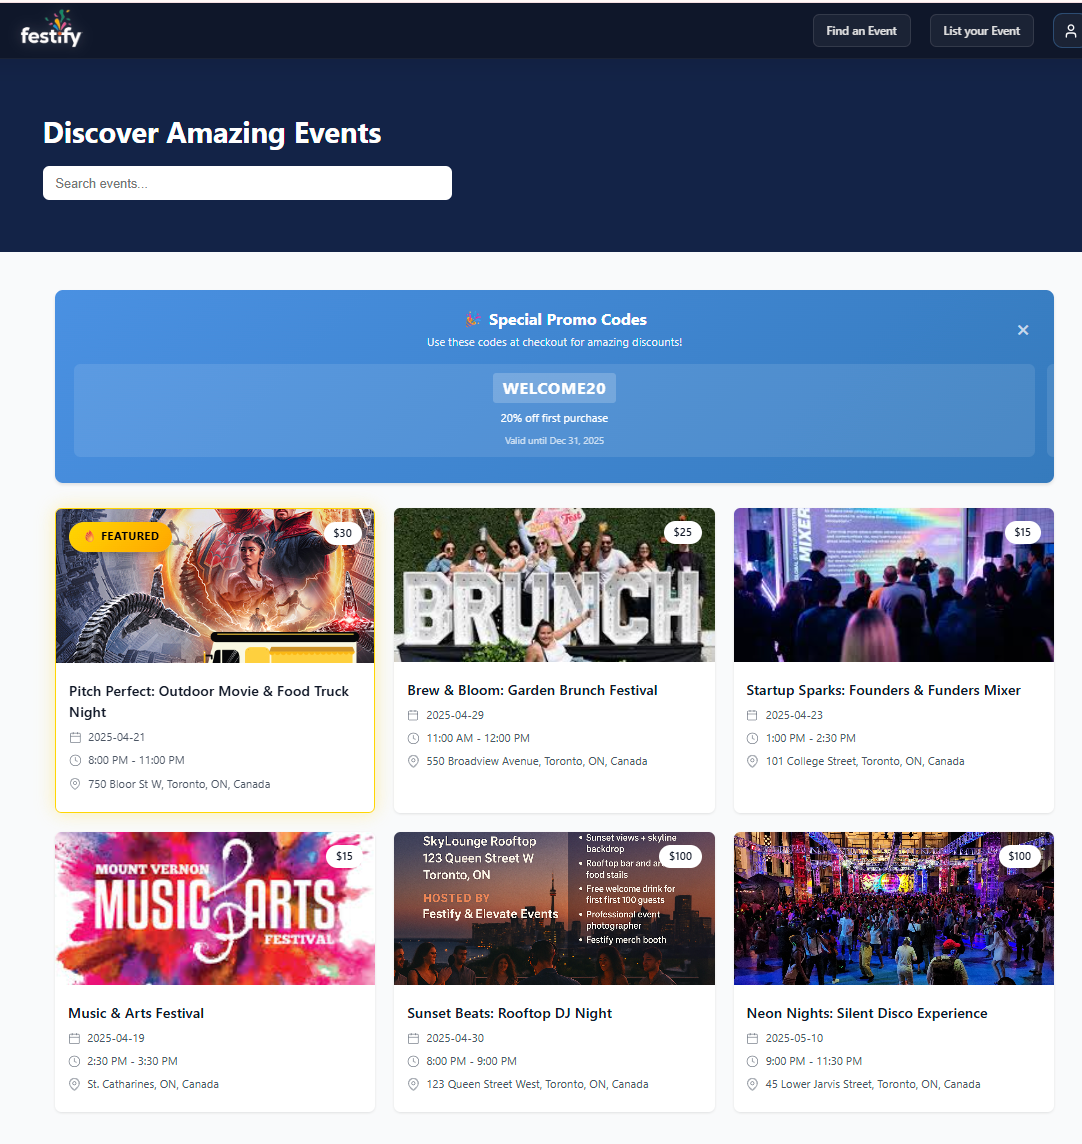 festify
Find an Event
List your Event
Discover Amazing Events
Search events...
Special Promo Codes
Use these codes at checkout for amazing discounts!
WELCOME20
20% off first purchase
Valid until Dec 31, 2025
FEATURED
$30
Pitch Perfect: Outdoor Movie & Food Truck
Night
2025-04-21
8:00 PM - 11:00 PM
750 Bloor St W, Toronto, ON, Canada
BRUNCH
$25
Brew & Bloom: Garden Brunch Festival
2025-04-29
11:00 AM - 12:00 PM
550 Broadview Avenue, Toronto, ON, Canada
MIXER
$15
Startup Sparks: Founders & Funders Mixer
2025-04-23
1:00 PM - 2:30 PM
101 College Street, Toronto, ON, Canada
$15
MOUNT VERNON
MUSIC & ARTS
FESTIVAL
Music & Arts Festival
2025-04-19
2:30 PM - 3:30 PM
St. Catharines, ON, Canada
SkyLounge Rooftop
123 Queen Street W
Toronto, ON
HOSTED BY
Festify & Elevate Events
• Sunset views + skyline
backdrop
• Rooftop bar and
food stalls
• Free welcome drink for
first first 100 guests
• Professional event
photographer
• Festify merch booth
$100
Sunset Beats: Rooftop DJ Night
2025-04-30
8:00 PM - 9:00 PM
123 Queen Street West, Toronto, ON, Canada
$100
Neon Nights: Silent Disco Experience
2025-05-10
9:00 PM - 11:30 PM
45 Lower Jarvis Street, Toronto, ON, Canada